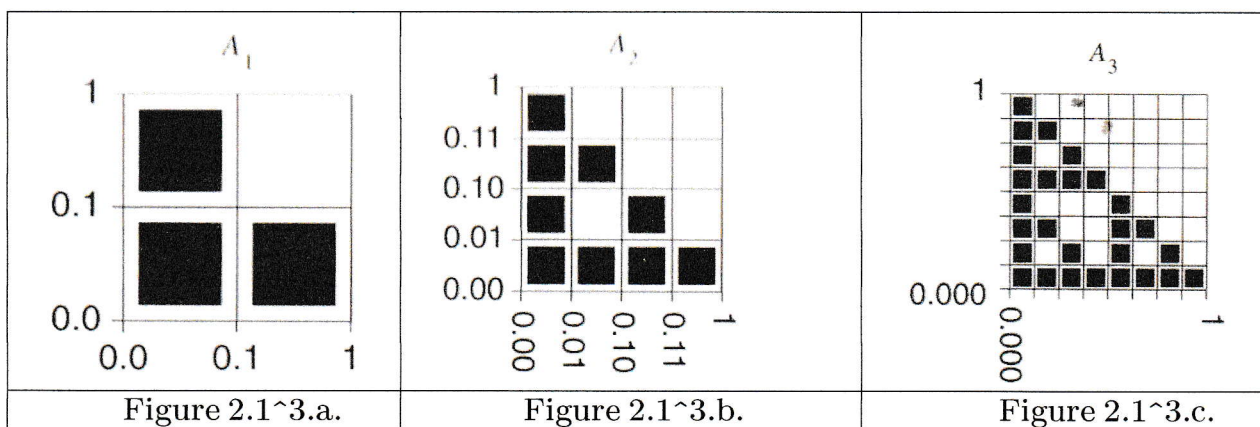 A1
1
0.1
0.0
0.0 0.1 1
A2
1
0.11
0.10
0.01
0.00
0.00 0.01 0.10 0.11 1
A3
1
0.000
0.000 1
Figure 2.1^3.a.
Figure 2.1^3.b.
Figure 2.1^3.c.